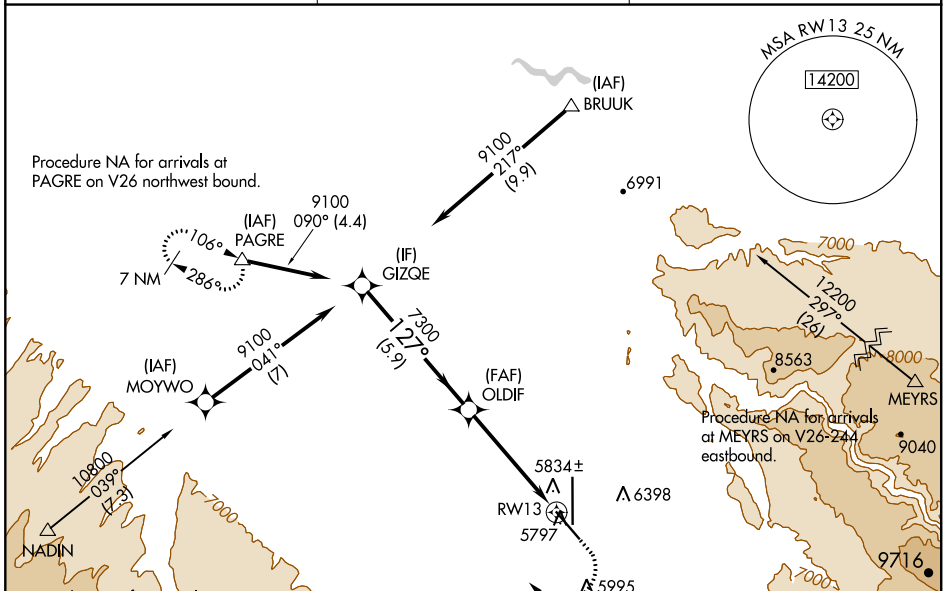 MSA RW13 25 NM
14200
(IAF)
BRUUK
9100
217°
(9.9)
Procedure NA for arrivals at
PAGRE on V26 northwest bound.
6991
(IAF)
PAGRE
9100
090° (4.4)
106°
286°
7 NM
(IF)
GIZQE
7000
12200
297°
(26)
7300
127°
(5.9)
9100
041°
(7)
(IAF)
MOYWO
8563
8000
MEYRS
(FAF)
OLDIF
Procedure NA for arrivals
at MEYRS on V26-244
eastbound.
9040
10800
039°
(7.3)
NADIN
7000
5834±
6398
RW13
5797
9716
7000
5995